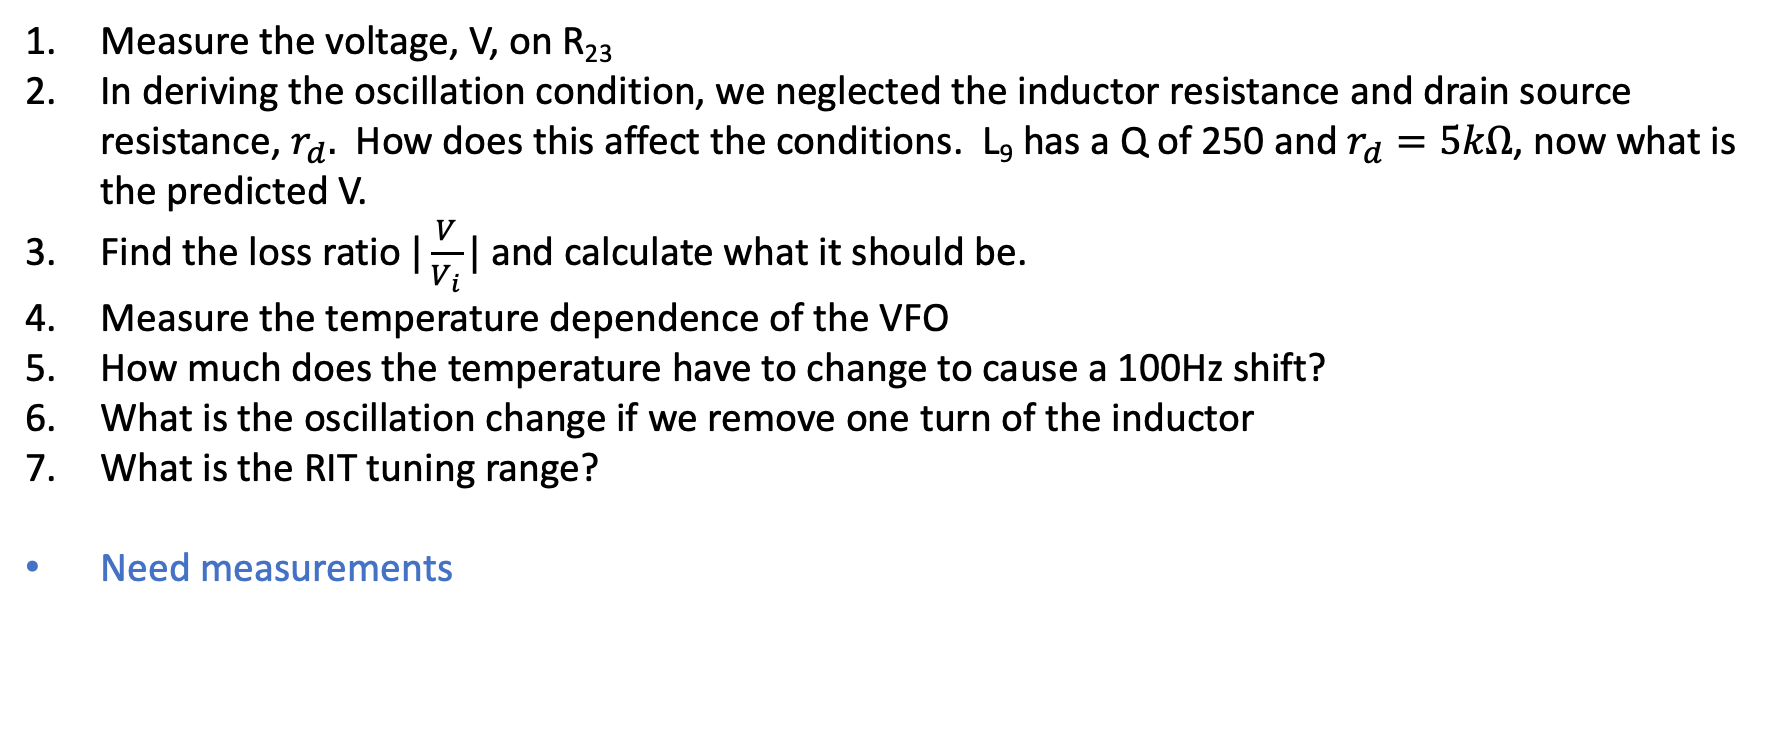 1. Measure the voltage, V, on R₂₃
2. In deriving the oscillation condition, we neglected the inductor resistance and drain source
resistance, r_d. How does this affect the conditions. L₉ has a Q of 250 and r_d = 5kΩ, now what is
the predicted V.
3. Find the loss ratio |V/V_i| and calculate what it should be.
4. Measure the temperature dependence of the VFO
5. How much does the temperature have to change to cause a 100Hz shift?
6. What is the oscillation change if we remove one turn of the inductor
7. What is the RIT tuning range?
• Need measurements